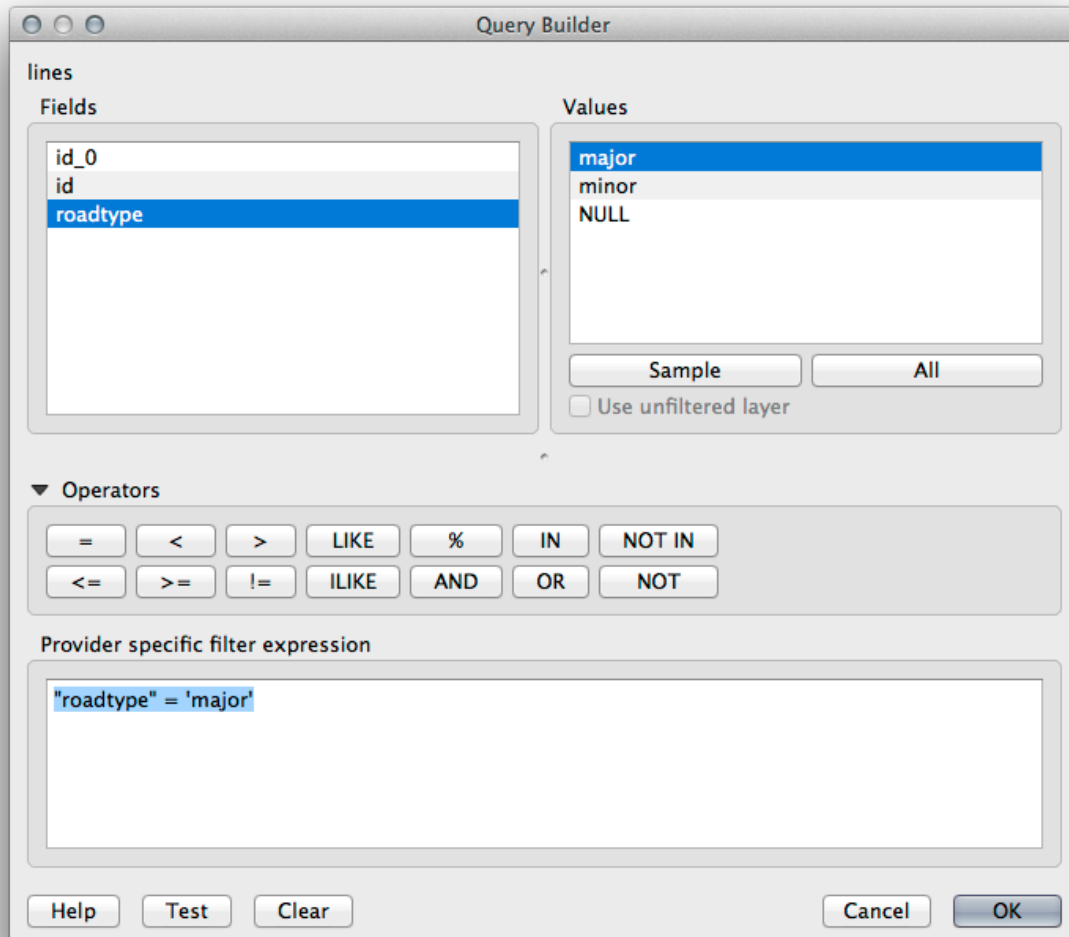 Query Builder
lines
Fields
id_0
id
roadtype
Values
major
minor
NULL
Sample All
Use unfiltered layer
Operators
= < > LIKE % IN NOT IN
<= >= != ILIKE AND OR NOT
Provider specific filter expression
"roadtype" = 'major'
Help Test Clear Cancel OK